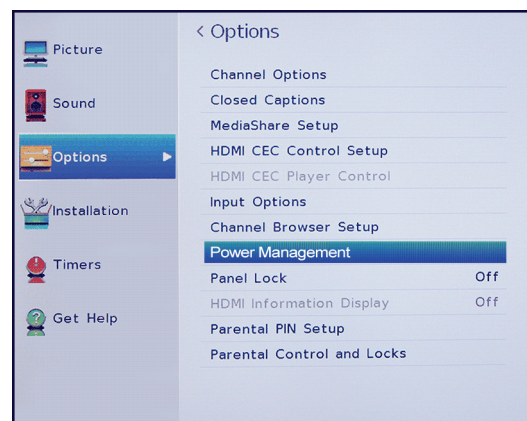 Picture
Sound
Options
Installation
Timers
Get Help
< Options
Channel Options
Closed Captions
MediaShare Setup
HDMI CEC Control Setup
HDMI CEC Player Control
Input Options
Channel Browser Setup
Power Management
Panel Lock Off
HDMI Information Display Off
Parental PIN Setup
Parental Control and Locks